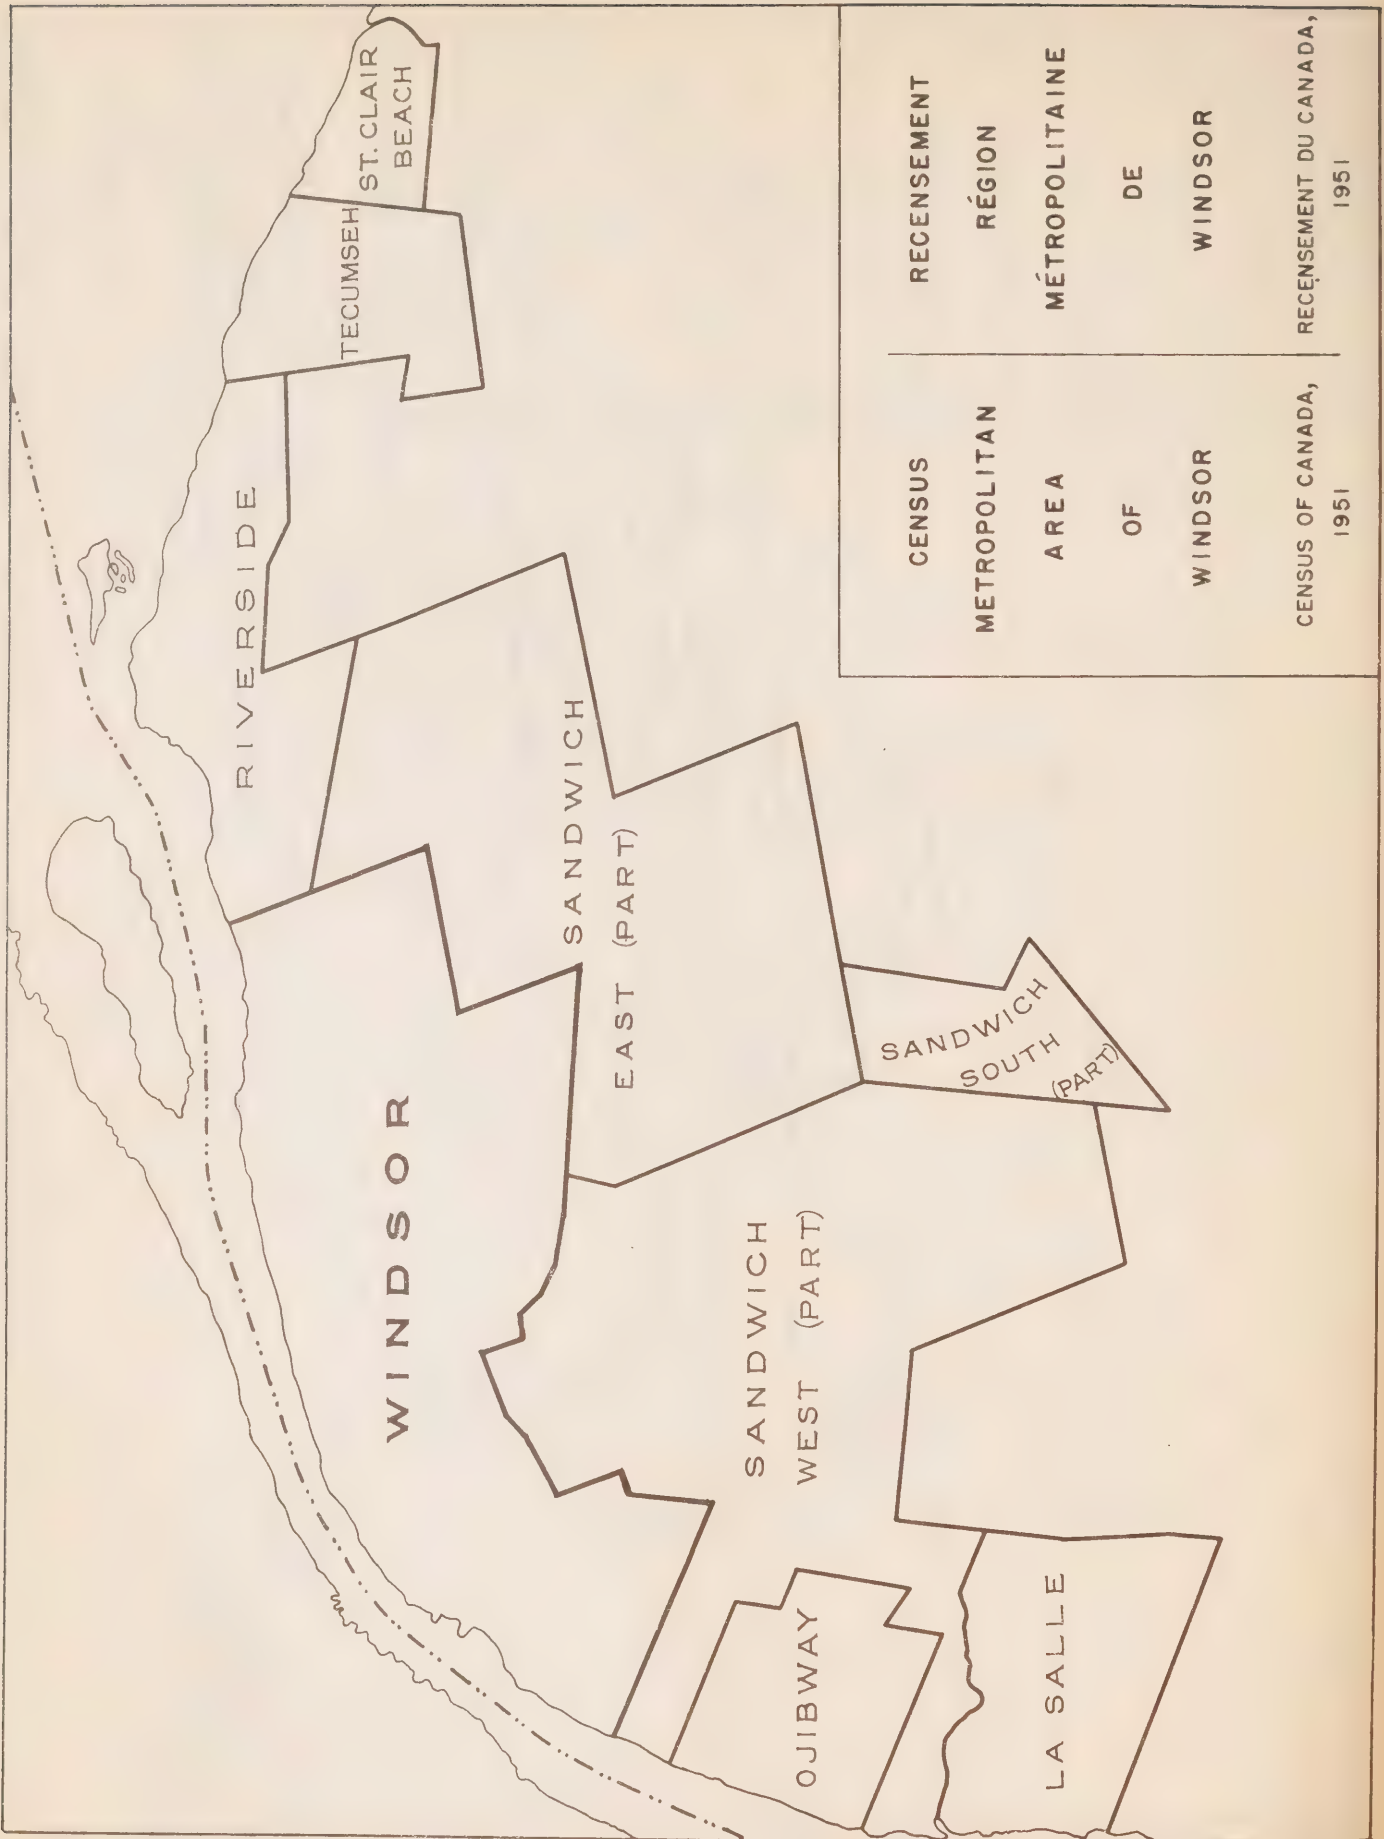 ST. CLAIR
BEACH
TECUMSEH
RIVERSIDE
SANDWICH
EAST (PART)
WINDSOR
SANDWICH
SOUTH
(PART)
SANDWICH
WEST (PART)
OJIBWAY
LA SALLE
CENSUS
METROPOLITAN
AREA
OF
WINDSOR
CENSUS OF CANADA,
1951
RECENSEMENT
RÉGION
MÉTROPOLITAINE
DE
WINDSOR
RECENSEMENT DU CANADA,
1951